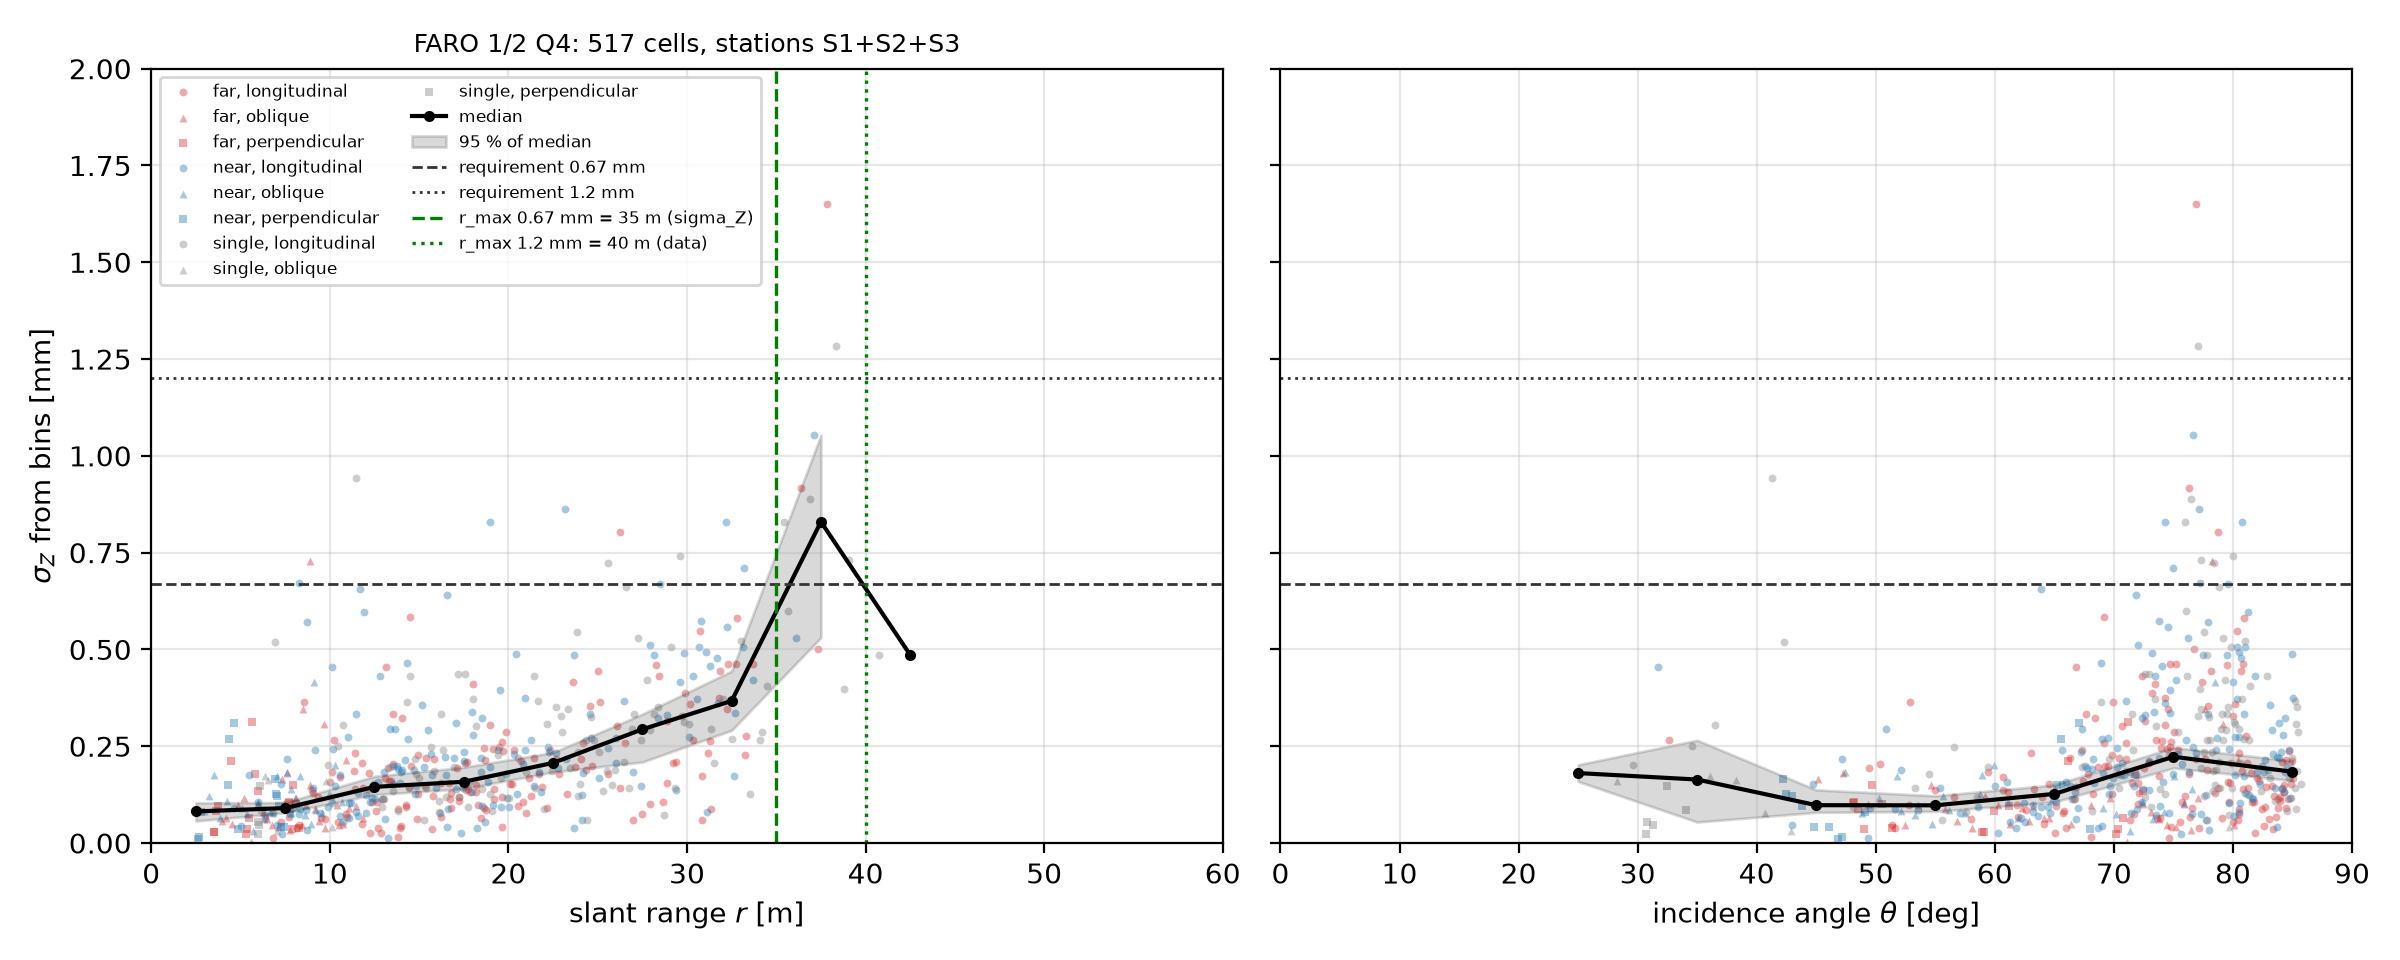 FARO 1/2 Q4: 517 cells, stations S1+S2+S3
2.00
1.75
1.50
1.25
1.00
0.75
0.50
0.25
0.00
σZ from bins [mm]
far, longitudinal
far, oblique
far, perpendicular
near, longitudinal
near, oblique
near, perpendicular
single, longitudinal
single, oblique
single, perpendicular
median
95 % of median
requirement 0.67 mm
requirement 1.2 mm
r_max 0.67 mm = 35 m (sigma_Z)
r_max 1.2 mm = 40 m (data)
0 10 20 30 40 50 60
slant range r [m]
0 10 20 30 40 50 60 70 80 90
incidence angle θ [deg]